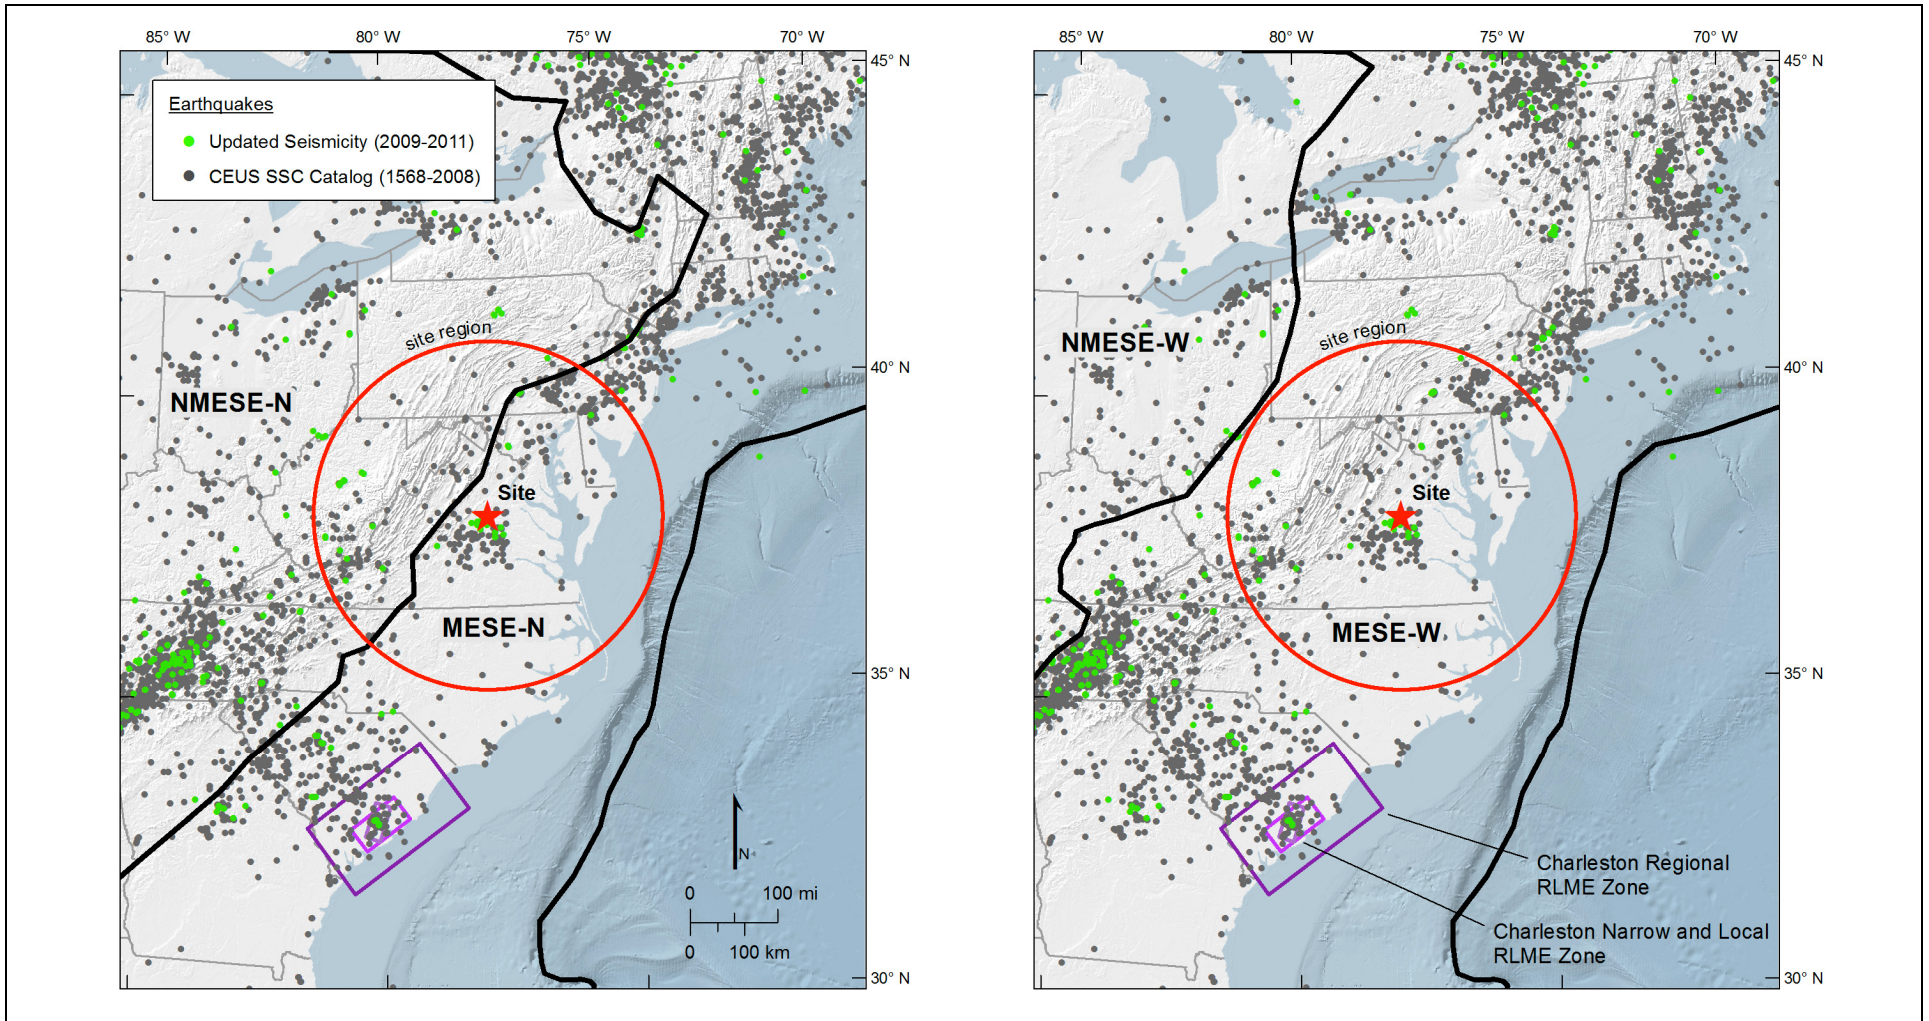 85° W
80° W
75° W
70° W
45° N
Earthquakes
Updated Seismicity (2009-2011)
CEUS SSC Catalog (1568-2008)
site region
40° N
NMESE-N
Site
MESE-N
35° N
N
0 100 mi
0 100 km
30° N
85° W
80° W
75° W
70° W
45° N
NMESE-W
site region
40° N
Site
MESE-W
35° N
Charleston Regional
RLME Zone
Charleston Narrow and Local
RLME Zone
30° N